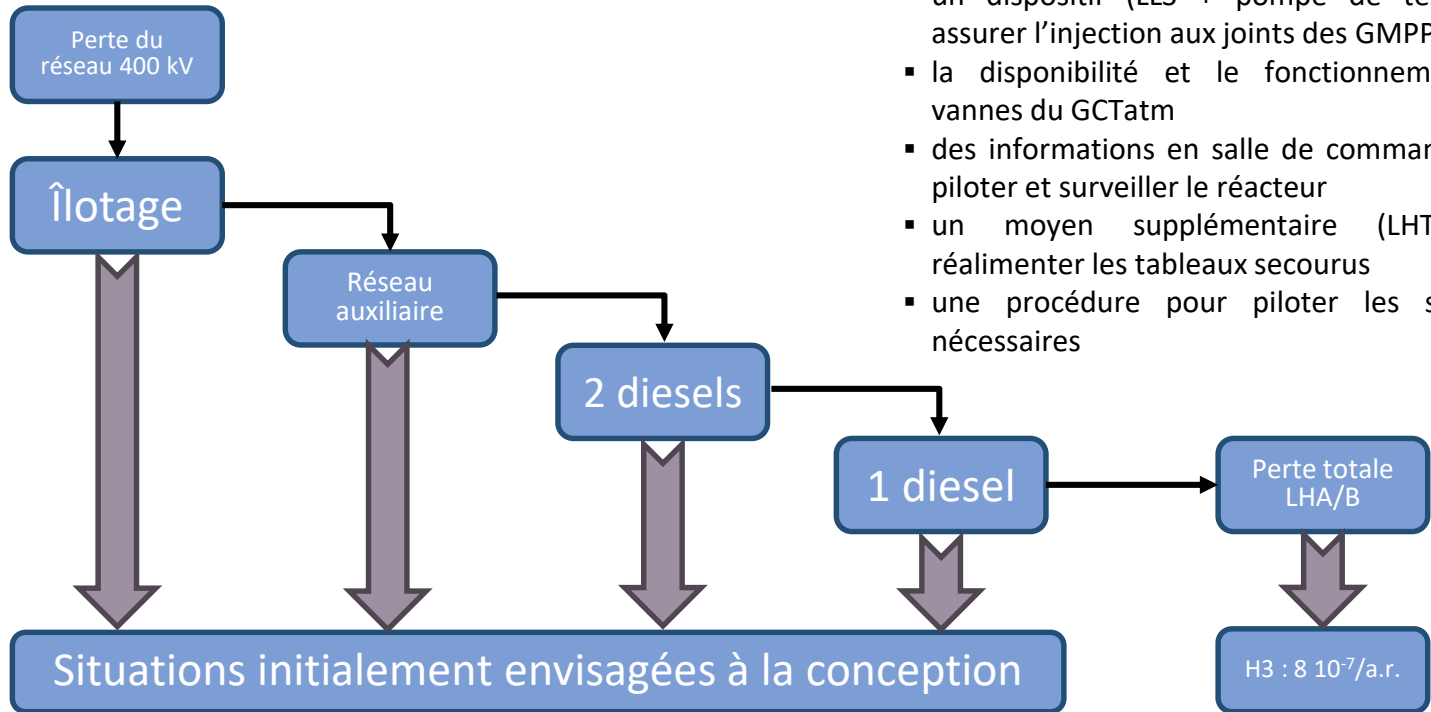 Perte du
réseau 400 kV
Îlotage
Réseau
auxiliaire
2 diesels
1 diesel
Perte totale
LHA/B
Situations initialement envisagées à la conception
H3 : 8 10⁻⁷/a.r.
assurer l’injection aux joints des GMPP
▪ la disponibilité et le fonctionnem
vannes du GCTatm
▪ des informations en salle de comman
piloter et surveiller le réacteur
▪ un moyen supplémentaire (LHT
réalimenter les tableaux secourus
▪ une procédure pour piloter les s
nécessaires